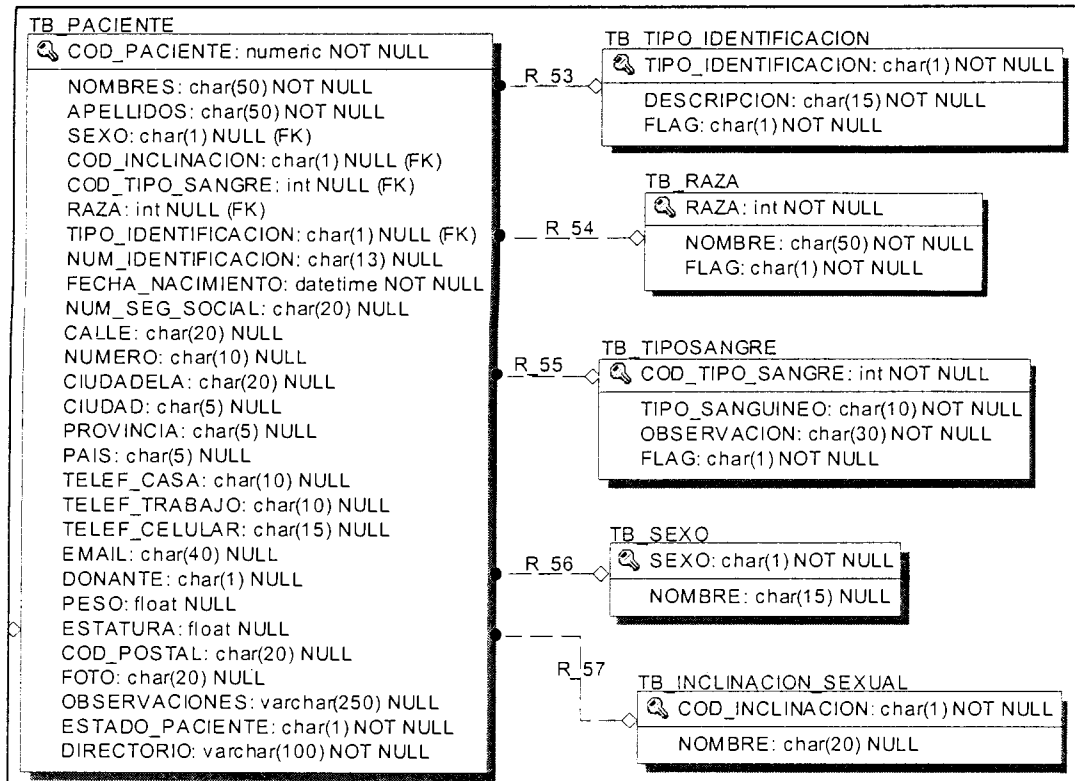 TB_PACIENTE
COD_PACIENTE: numeric NOT NULL
NOMBRES: char(50) NOT NULL
APELLIDOS: char(50) NOT NULL
SEXO: char(1) NULL (FK)
COD_INCLINACION: char(1) NULL (FK)
COD_TIPO_SANGRE: int NULL (FK)
RAZA: int NULL (FK)
TIPO_IDENTIFICACION: char(1) NULL (FK)
NUM_IDENTIFICACION: char(13) NULL
FECHA_NACIMIENTO: datetime NOT NULL
NUM_SEG_SOCIAL: char(20) NULL
CALLE: char(20) NULL
NUMERO: char(10) NULL
CIUDADELA: char(20) NULL
CIUDAD: char(5) NULL
PROVINCIA: char(5) NULL
PAIS: char(5) NULL
TELEF_CASA: char(10) NULL
TELEF_TRABAJO: char(10) NULL
TELEF_CELULAR: char(15) NULL
EMAIL: char(40) NULL
DONANTE: char(1) NULL
PESO: float NULL
ESTATURA: float NULL
COD_POSTAL: char(20) NULL
FOTO: char(20) NULL
OBSERVACIONES: varchar(250) NULL
ESTADO_PACIENTE: char(1) NOT NULL
DIRECTORIO: varchar(100) NOT NULL
R_53
TB_TIPO_IDENTIFICACION
TIPO_IDENTIFICACION: char(1) NOT NULL
DESCRIPCION: char(15) NOT NULL
FLAG: char(1) NOT NULL
R_54
TB_RAZA
RAZA: int NOT NULL
NOMBRE: char(50) NOT NULL
FLAG: char(1) NOT NULL
R_55
TB_TIPOSANGRE
COD_TIPO_SANGRE: int NOT NULL
TIPO_SANGUINEO: char(10) NOT NULL
OBSERVACION: char(30) NOT NULL
FLAG: char(1) NOT NULL
R_56
TB_SEXO
SEXO: char(1) NOT NULL
NOMBRE: char(15) NULL
R_57
TB_INCLINACION_SEXUAL
COD_INCLINACION: char(1) NOT NULL
NOMBRE: char(20) NULL